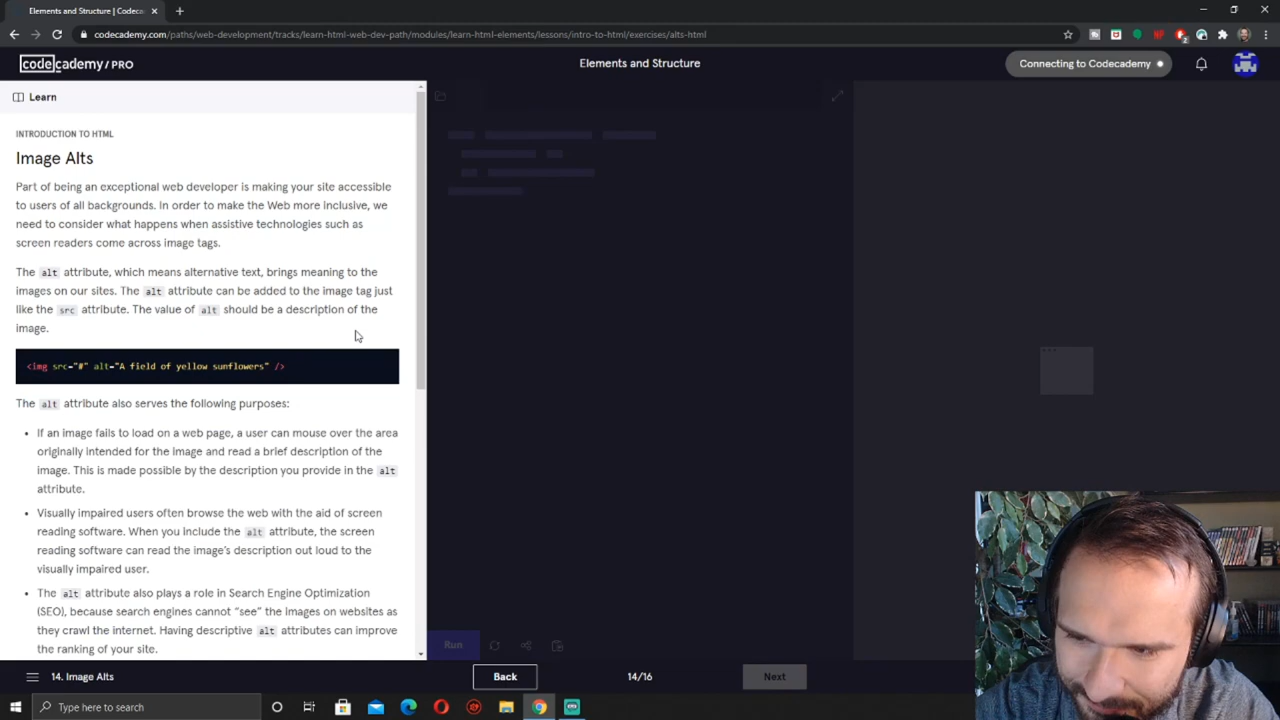 Elements and Structure | Codeca
codecademy.com/paths/web-development/tracks/learn-html-web-dev-path/modules/learn-html-elements/lessons/intro-to-html/exercises/alts-html
codecademy/PRO
Elements and Structure
Connecting to Codecademy
Learn
INTRODUCTION TO HTML
Image Alts
Part of being an exceptional web developer is making your site accessible
to users of all backgrounds. In order to make the Web more inclusive, we
need to consider what happens when assistive technologies such as
screen readers come across image tags.
The alt attribute, which means alternative text, brings meaning to the
images on our sites. The alt attribute can be added to the image tag just
like the src attribute. The value of alt should be a description of the
image.
<img src="#" alt="A field of yellow sunflowers" />
The alt attribute also serves the following purposes:
• If an image fails to load on a web page, a user can mouse over the area
originally intended for the image and read a brief description of the
image. This is made possible by the description you provide in the alt
attribute.
• Visually impaired users often browse the web with the aid of screen
reading software. When you include the alt attribute, the screen
reading software can read the image's description out loud to the
visually impaired user.
• The alt attribute also plays a role in Search Engine Optimization
(SEO), because search engines cannot "see" the images on websites as
they crawl the internet. Having descriptive alt attributes can improve
the ranking of your site.
Run
14. Image Alts
Back
14/16
Next
Type here to search